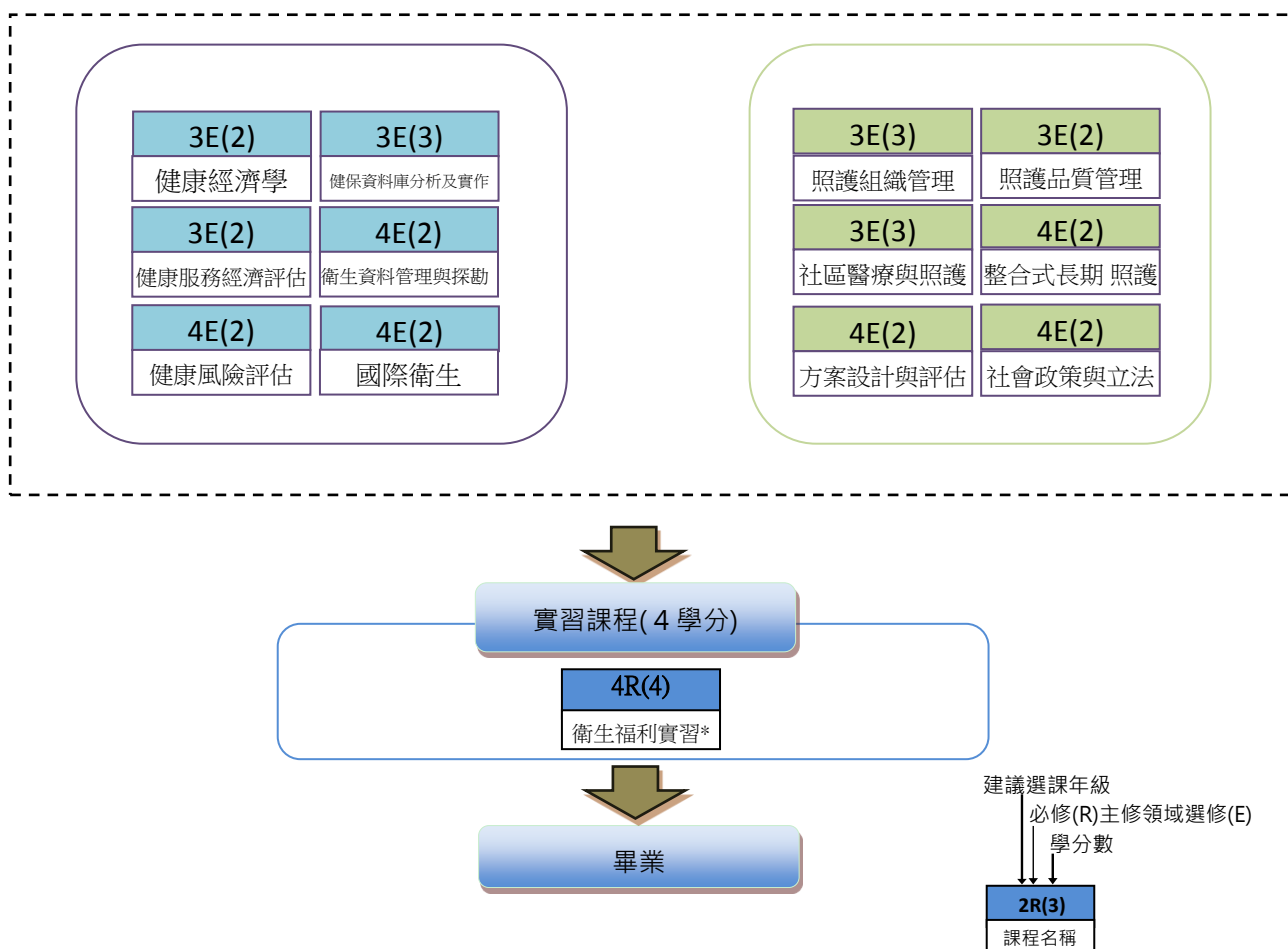 3E(2)
3E(3)
健康經濟學
健保資料庫分析及實作
3E(2)
4E(2)
健康服務經濟評估
衛生資料管理與探勘
4E(2)
4E(2)
健康風險評估
國際衛生
3E(3)
3E(2)
照護組織管理
照護品質管理
3E(3)
4E(2)
社區醫療與照護
整合式長期 照護
4E(2)
4E(2)
方案設計與評估
社會政策與立法
實習課程( 4 學分)
4R(4)
衛生福利實習*
畢業
建議選課年級
必修(R)主修領域選修(E)
學分數
2R(3)
課程名稱